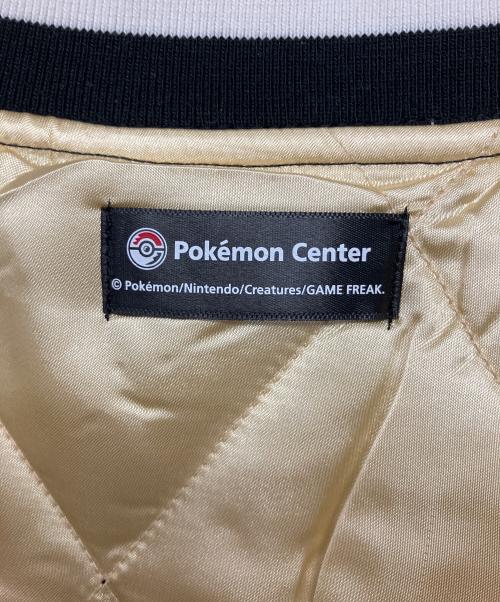 Pokémon Center
© Pokémon/Nintendo/Creatures/GAME FREAK.